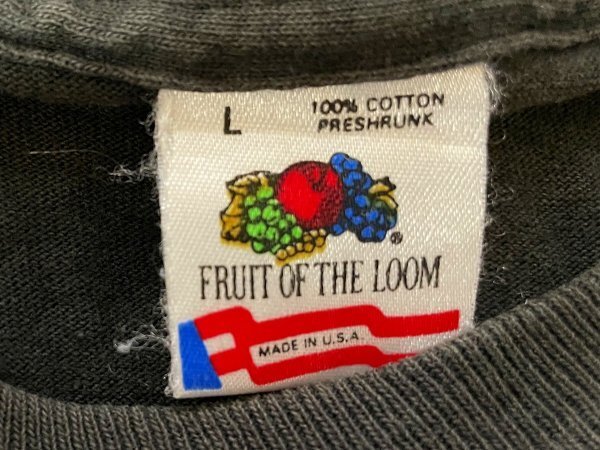 L
100% COTTON
PRESHRUNK
®
FRUIT OF THE LOOM
MADE IN U.S.A.